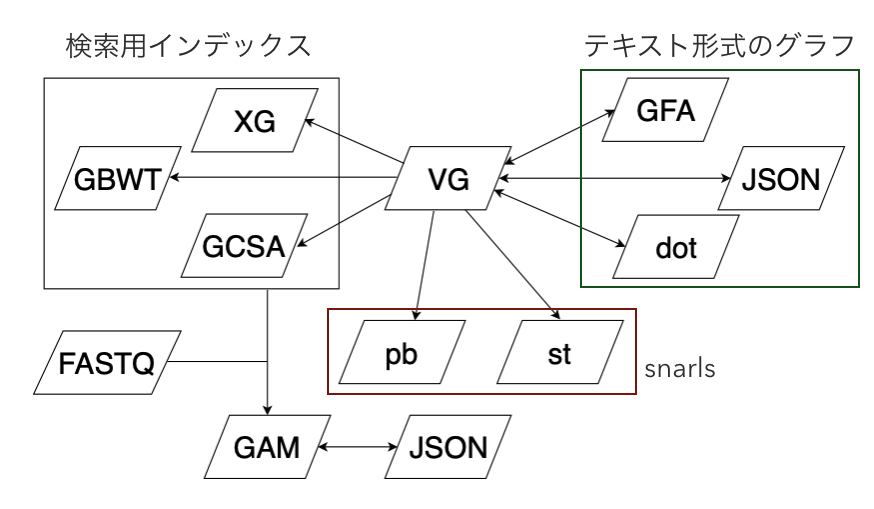 検索用インデックス
テキスト形式のグラフ
XG
GFA
GBWT
VG
JSON
GCSA
dot
pb
st
FASTQ
snarls
GAM
JSON